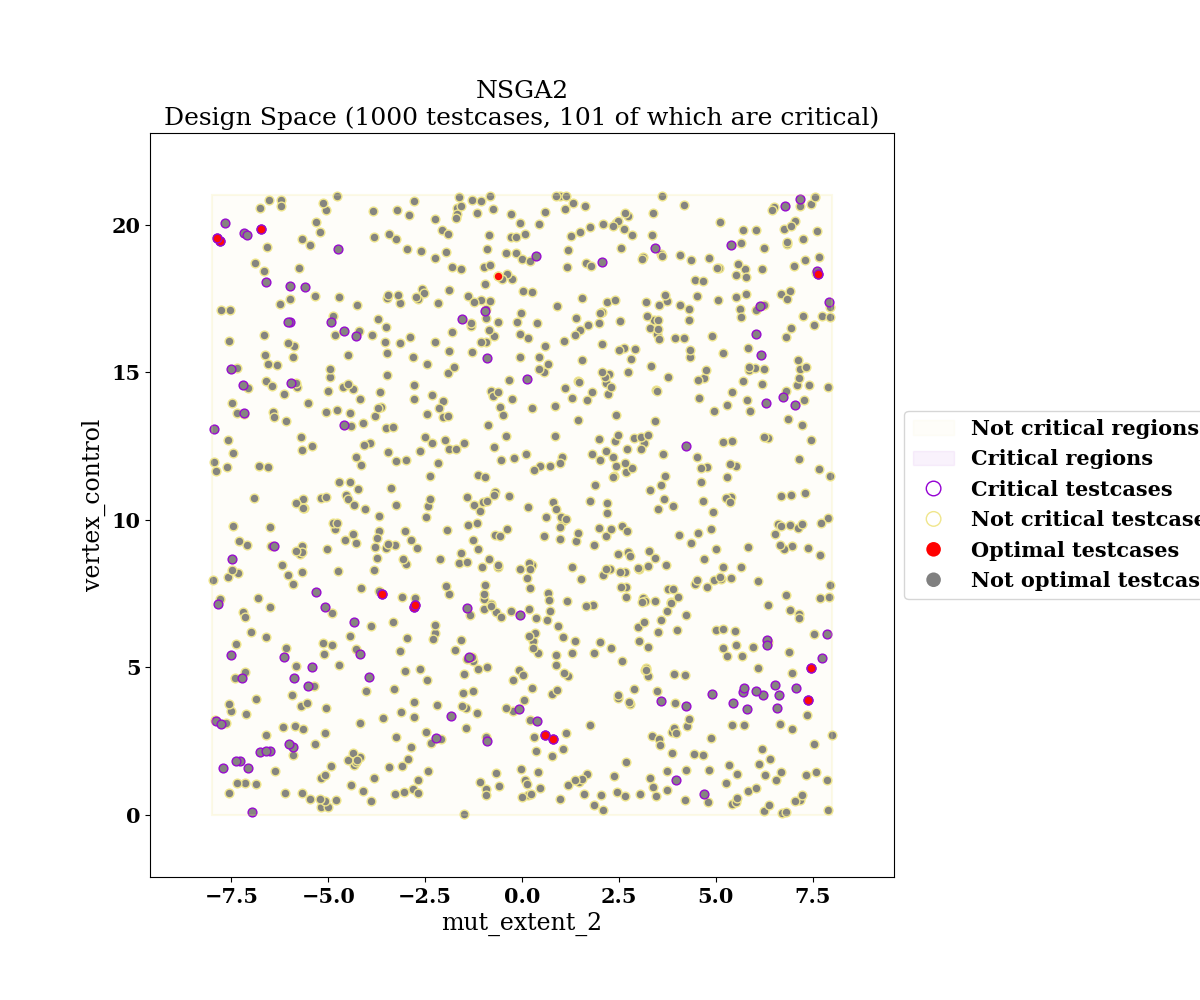 NSGA2
Design Space (1000 testcases, 101 of which are critical)
20
15
10
5
0
vertex_control
−7.5
−5.0
−2.5
0.0
2.5
5.0
7.5
mut_extent_2
Not critical regions
Critical regions
Critical testcases
Not critical testcase
Optimal testcases
Not optimal testcas